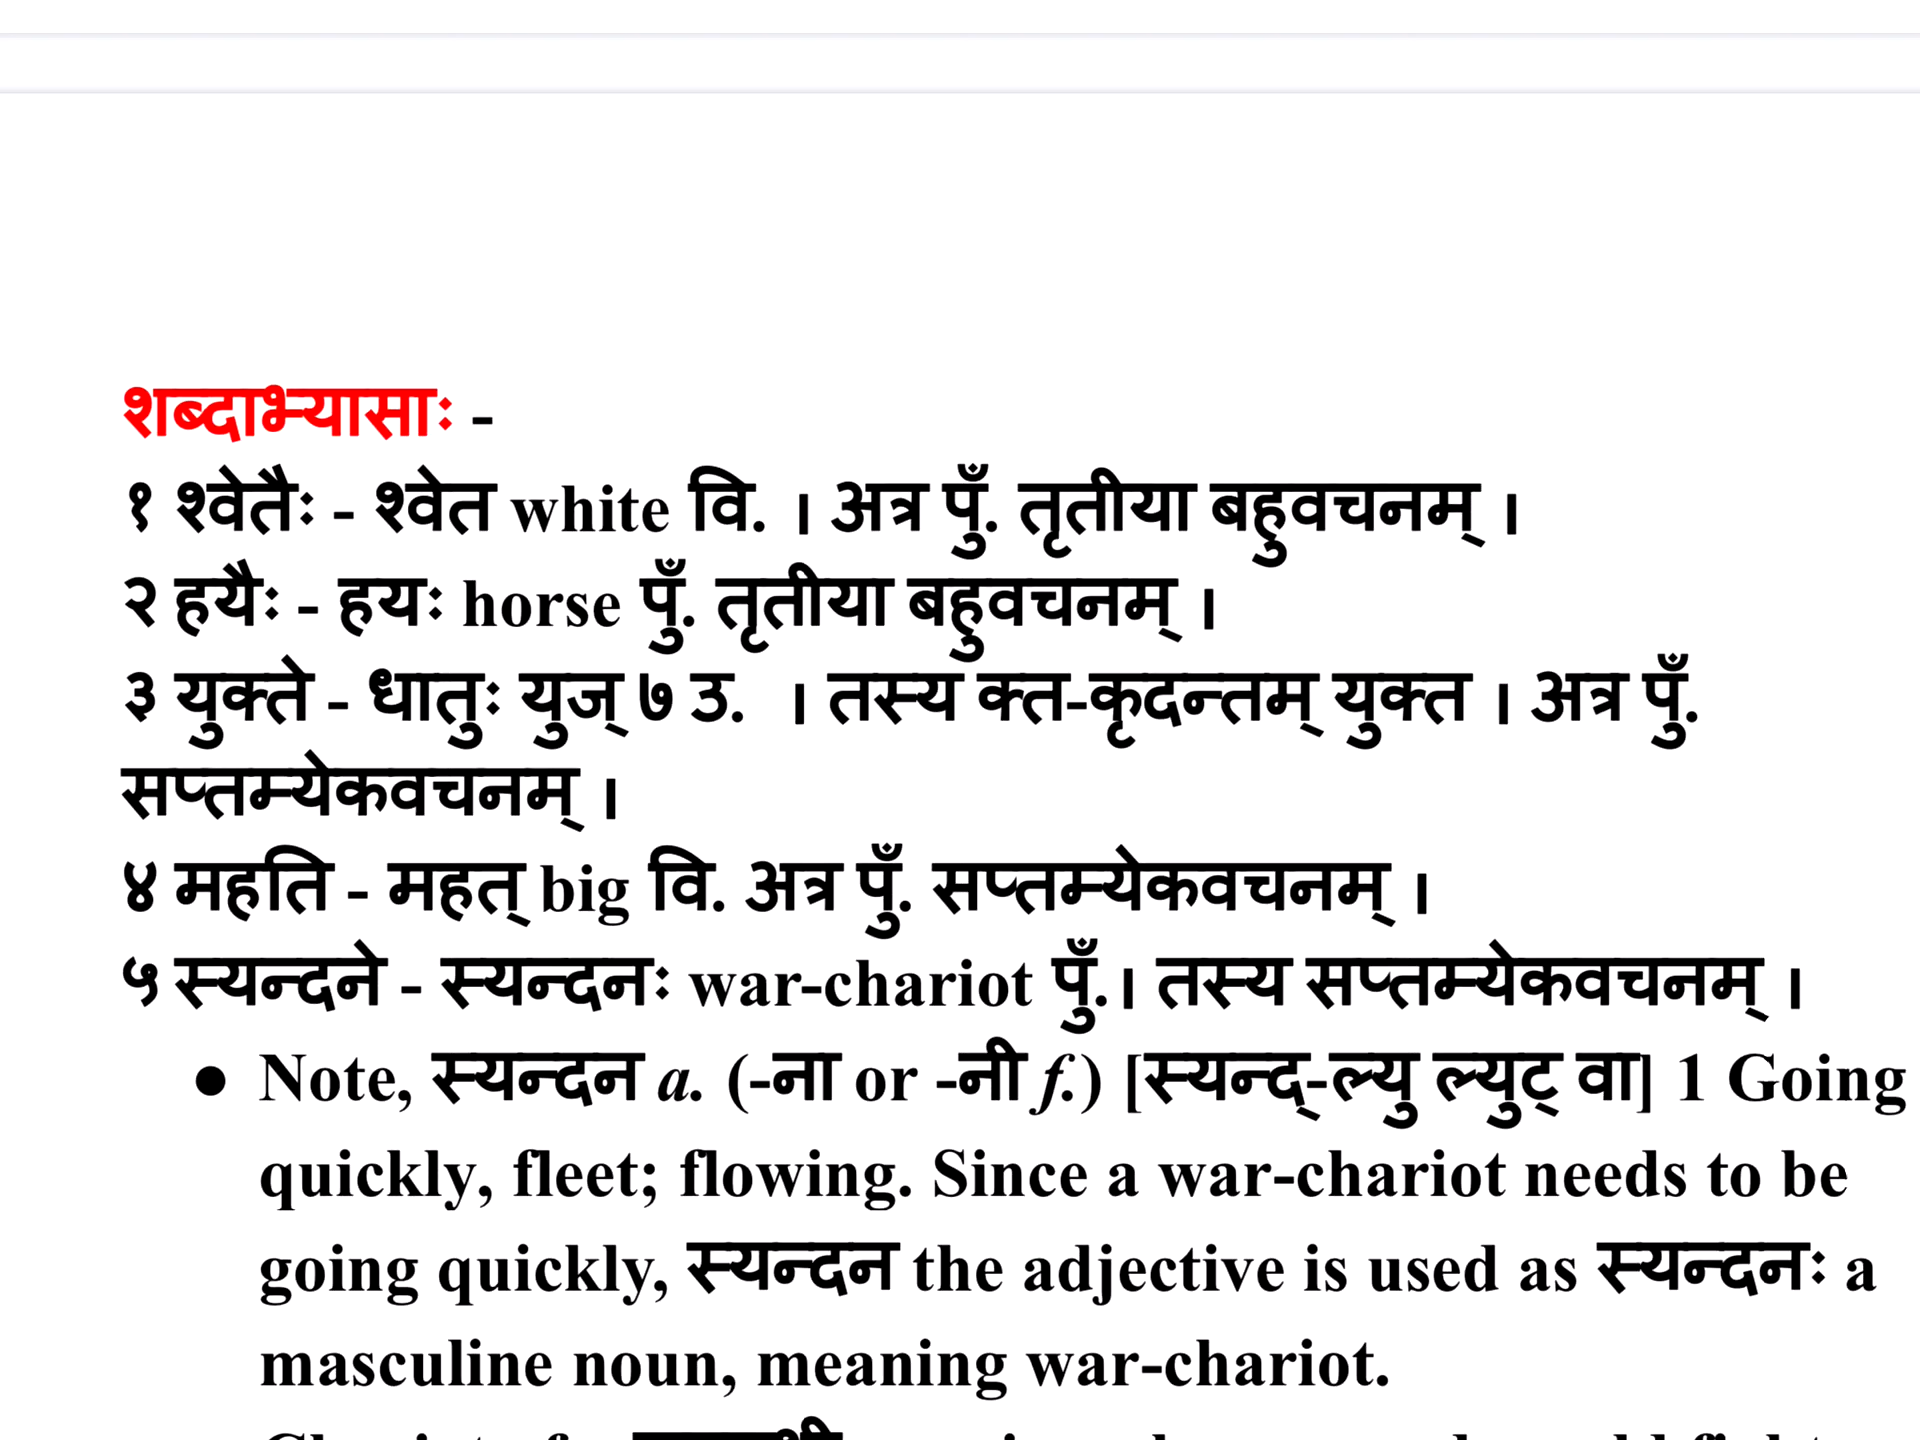 शब्दाभ्यासाः -
१ श्वेतैः - श्वेत white वि. । अत्र पुँ. तृतीया बहुवचनम् ।
२ हयैः - हयः horse पुँ. तृतीया बहुवचनम् ।
३ युक्ते - धातुः युज् ७ उ. । तस्य क्त-कृदन्तम् युक्त । अत्र पुँ.
सप्तम्येकवचनम् ।
४ महति - महत् big वि. अत्र पुँ. सप्तम्येकवचनम् ।
५ स्यन्दने - स्यन्दनः war-chariot पुँ.। तस्य सप्तम्येकवचनम् ।
● Note, स्यन्दन a. (-ना or -नी f.) [स्यन्द्-ल्यु ल्युट् वा] 1 Going
quickly, fleet; flowing. Since a war-chariot needs to be
going quickly, स्यन्दन the adjective is used as स्यन्दनः a
masculine noun, meaning war-chariot.